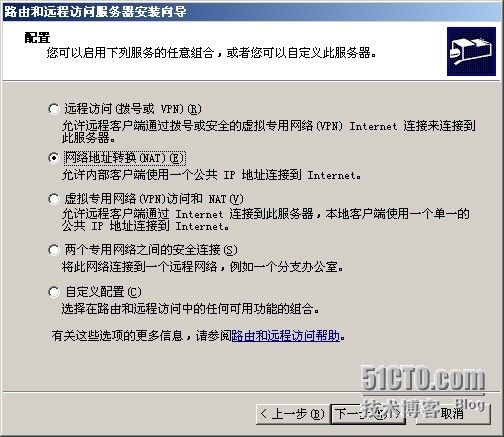 路由和远程访问服务器安装向导
配置
您可以启用下列服务的任意组合，或者您可以自定义此服务器。
远程访问(拨号或 VPN)(R)
允许远程客户端通过拨号或安全的虚拟专用网络(VPN) Internet 连接来连接到
此服务器。
网络地址转换(NAT)(E)
允许内部客户端使用一个公共 IP 地址连接到 Internet。
虚拟专用网络(VPN)访问和 NAT(V)
允许远程客户端通过 Internet 连接到此服务器，本地客户端使用一个单一的
公共 IP 地址连接到 Internet。
两个专用网络之间的安全连接(S)
将此网络连接到一个远程网络，例如一个分支办公室。
自定义配置(C)
选择在路由和远程访问中的任何可用功能的组合。
有关这些选项的更多信息，请参阅路由和远程访问帮助。
51CTO.com
技术博客 Blog
< 上一步(B) 下一步(N) > 取消